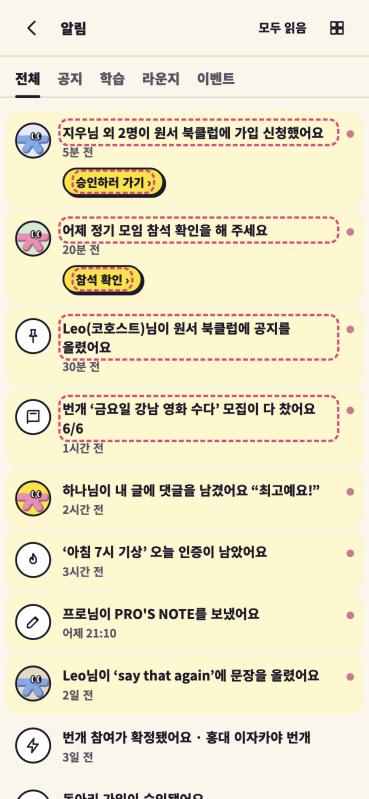 알림
모두 읽음
전체 공지 학습 라운지 이벤트
지우님 외 2명이 원서 북클럽에 가입 신청했어요
5분 전
승인하러 가기 ›
어제 정기 모임 참석 확인을 해 주세요
20분 전
참석 확인 ›
Leo(코호스트)님이 원서 북클럽에 공지를
올렸어요
30분 전
번개 ‘금요일 강남 영화 수다’ 모집이 다 찼어요
6/6
1시간 전
하나님이 내 글에 댓글을 남겼어요 “최고예요!”
2시간 전
‘아침 7시 기상’ 오늘 인증이 남았어요
3시간 전
프로님이 PRO'S NOTE를 보냈어요
어제 21:10
Leo님이 ‘say that again’에 문장을 올렸어요
2일 전
번개 참여가 확정됐어요 · 홍대 이자카야 번개
3일 전